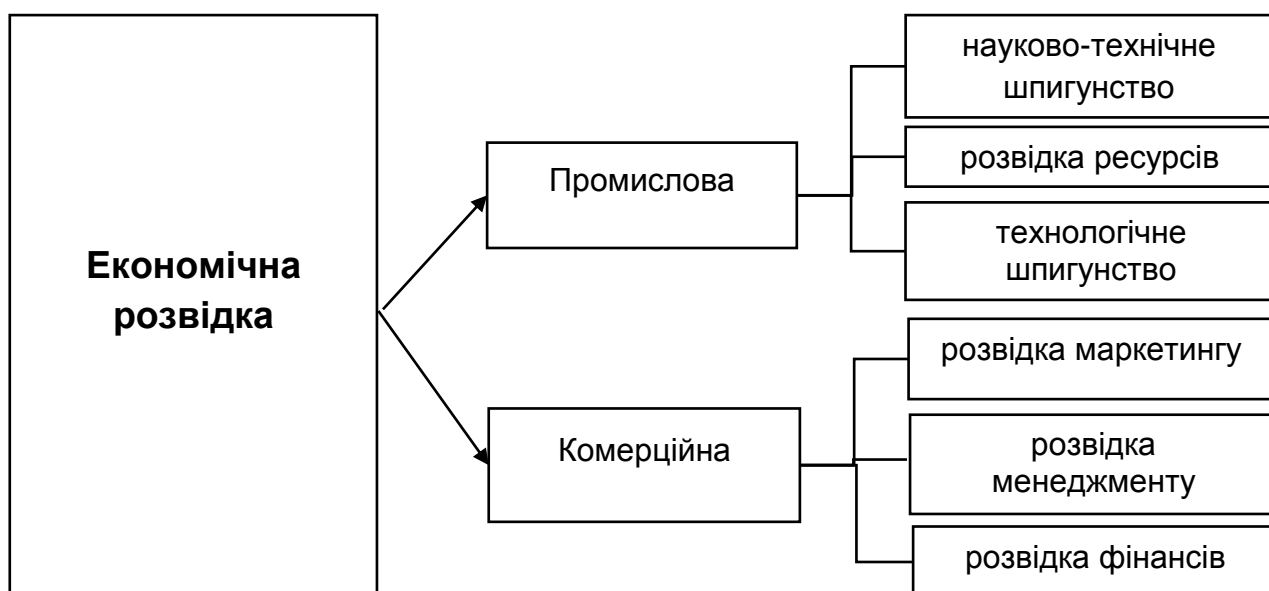 Економічна
розвідка
Промислова
науково-технічне
шпигунство
розвідка ресурсів
технологічне
шпигунство
Комерційна
розвідка маркетингу
розвідка
менеджменту
розвідка фінансів